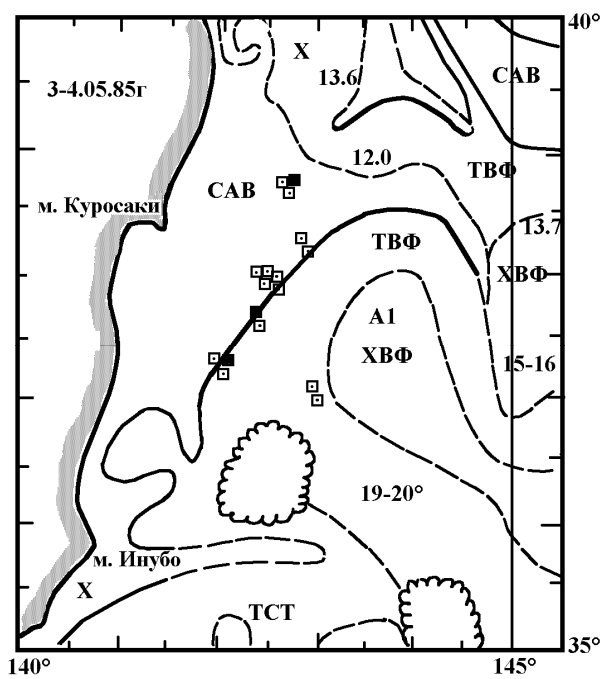 40°
Х
13.6
САВ
3-4.05.85г
12.0
ТВФ
САВ
м. Куросаки
13.7
ТВФ
ХВФ
А1
ХВФ
15-16
19-20°
м. Инубо
Х
ТСТ
35°
140°
145°